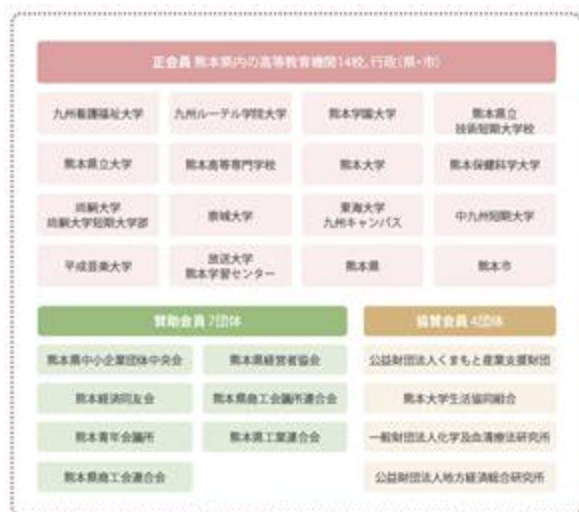 正会員 熊本県内の高等教育機関14校、行政（県・市）
九州看護福祉大学
九州ルーテル学院大学
熊本学園大学
熊本県立
技術短期大学校
熊本県立大学
熊本高等専門学校
熊本大学
熊本保健科学大学
尚絅大学
尚絅大学短期大学部
崇城大学
東海大学
九州キャンパス
中九州短期大学
平成音楽大学
放送大学
熊本学習センター
熊本県
熊本市
賛助会員 7団体
熊本県中小企業団体中央会
熊本県経営者協会
熊本経済同友会
熊本県商工会議所連合会
熊本青年会議所
熊本県工業連合会
熊本県商工会連合会
協賛会員 4団体
公益財団法人くまもと産業支援財団
熊本大学生活協同組合
一般財団法人化学及血清療法研究所
公益財団法人地方経済総合研究所